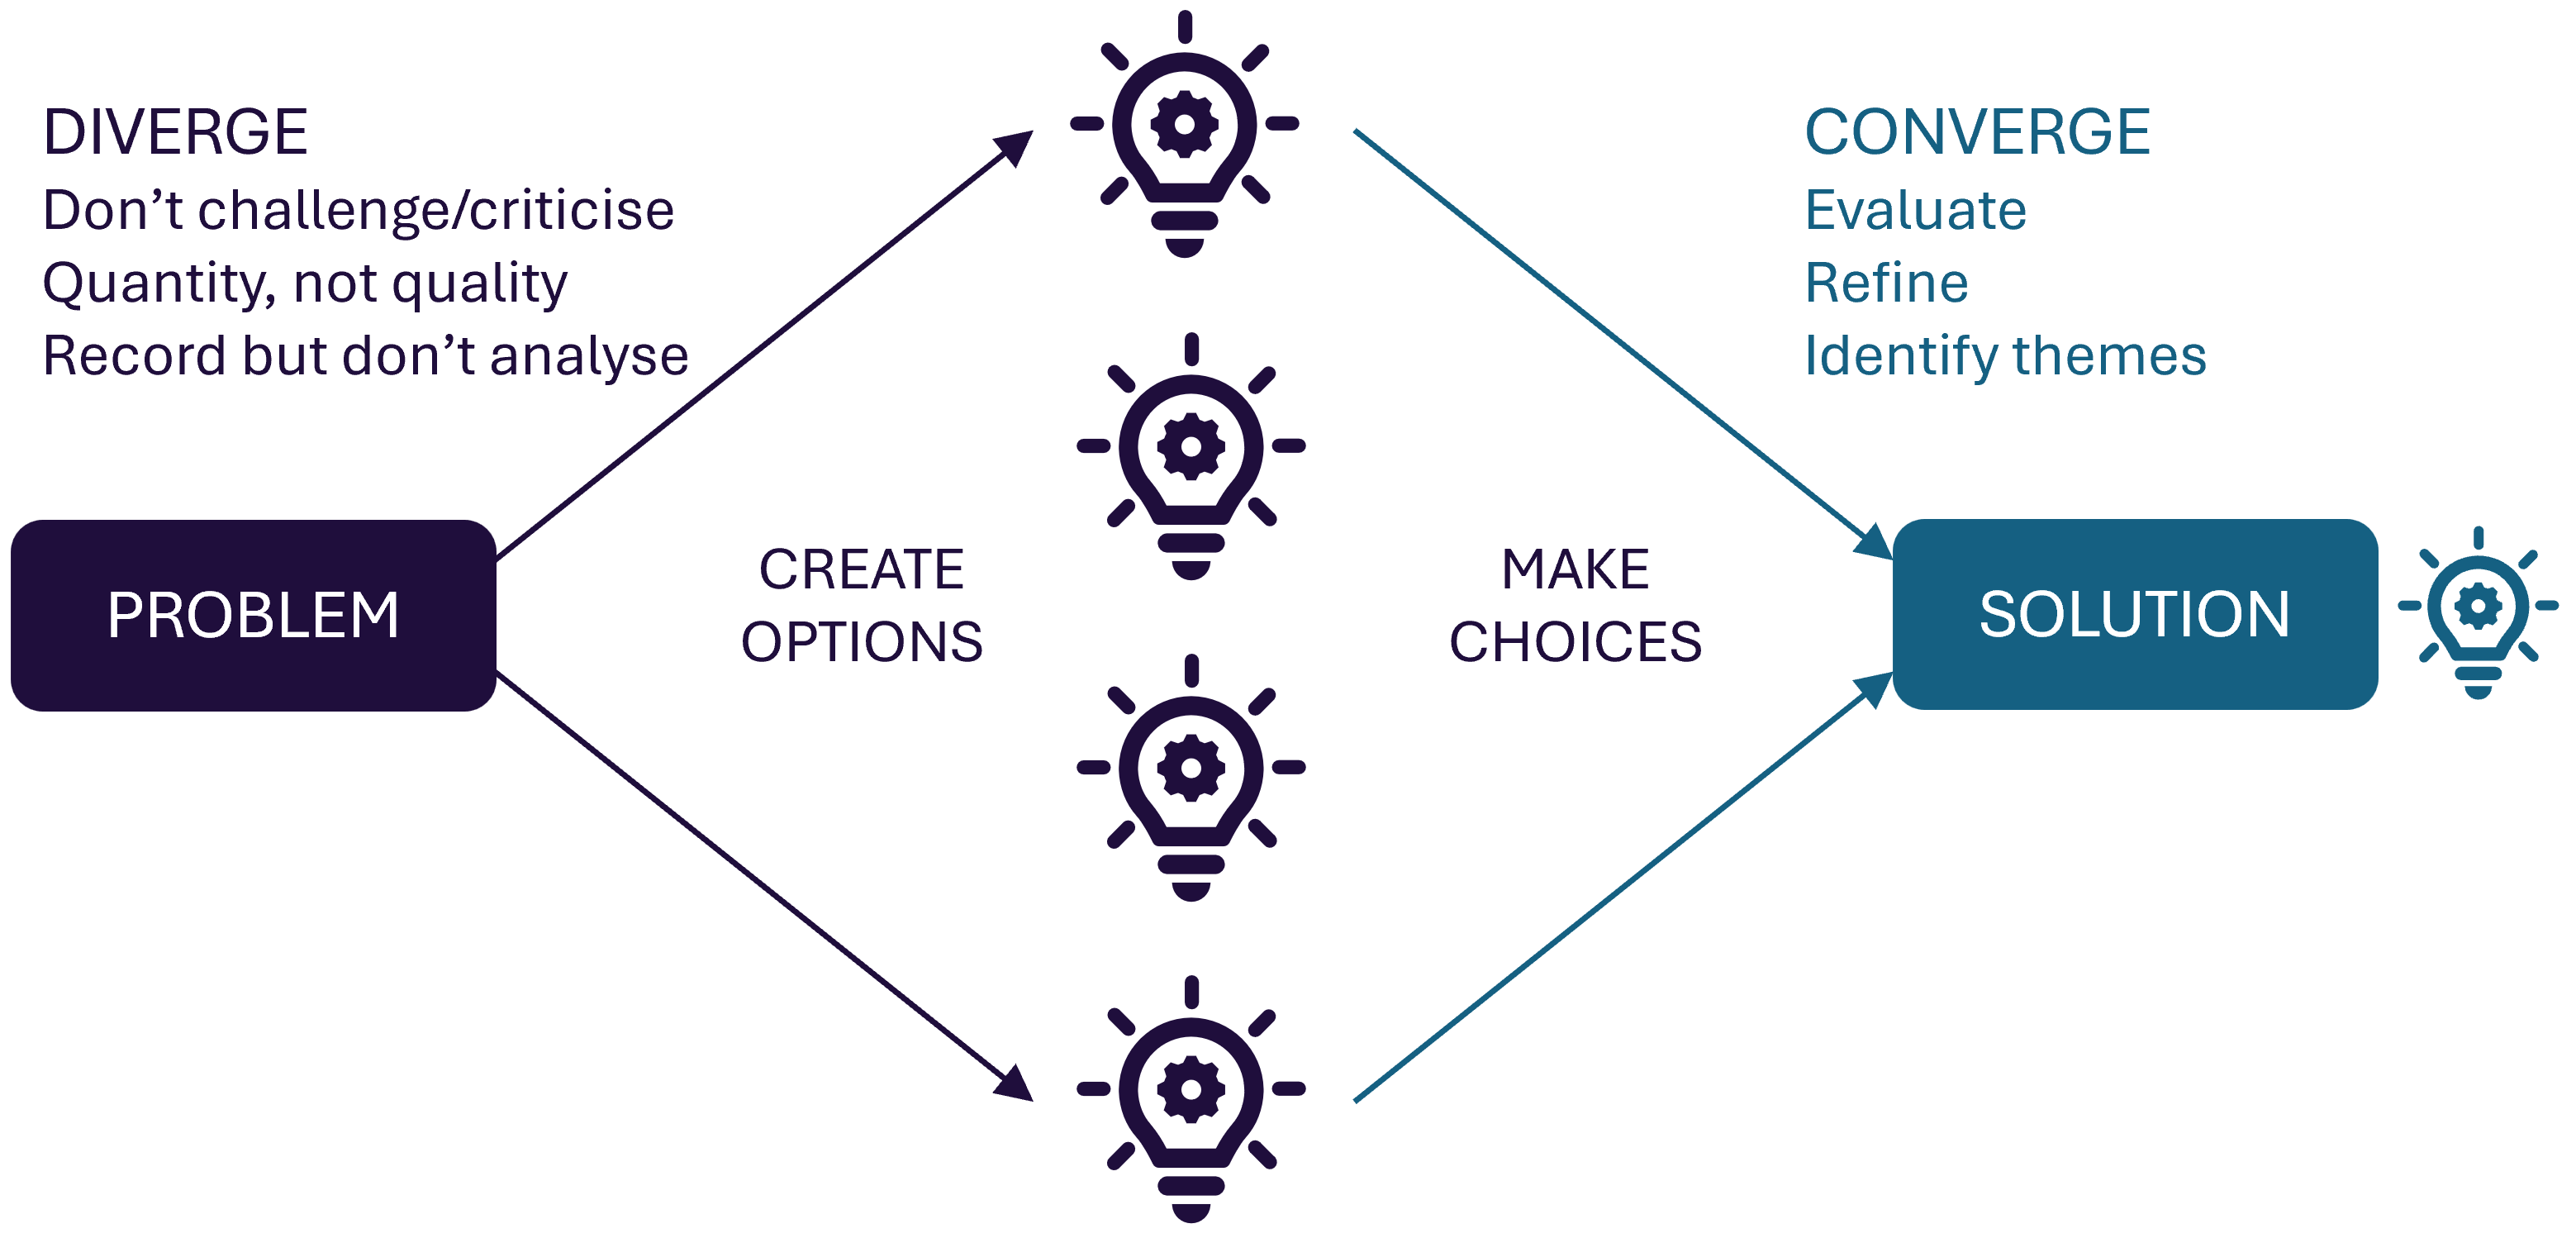 DIVERGE
Don’t challenge/criticise
Quantity, not quality
Record but don’t analyse
PROBLEM
CREATE
OPTIONS
MAKE
CHOICES
CONVERGE
Evaluate
Refine
Identify themes
SOLUTION